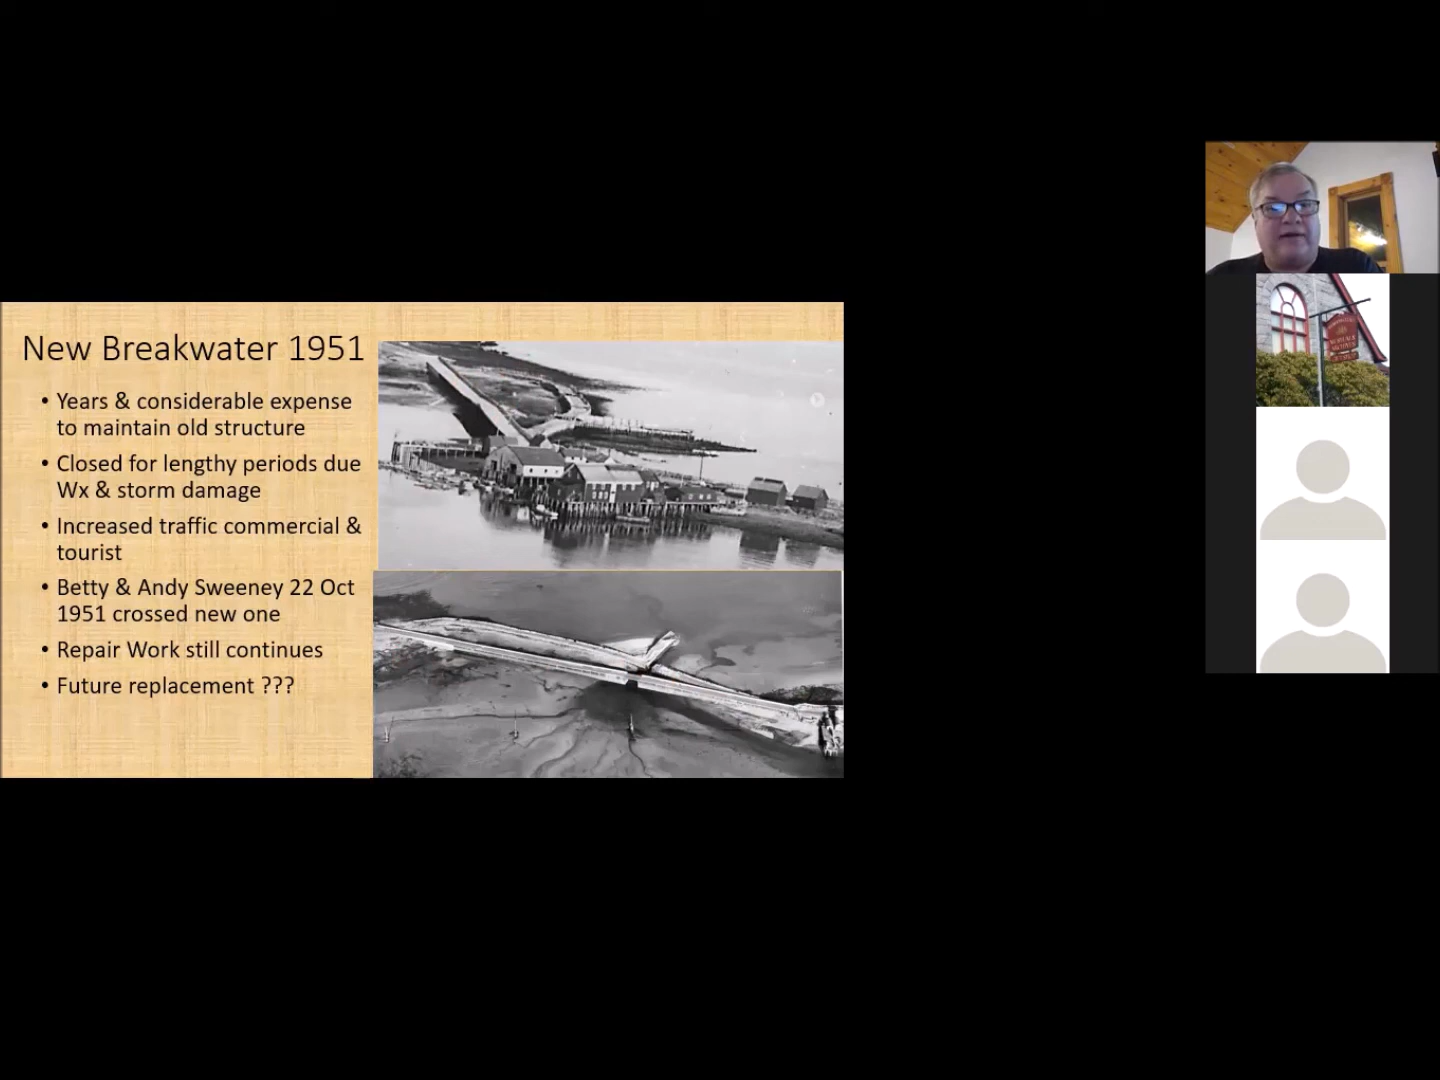 New Breakwater 1951
• Years & considerable expense
to maintain old structure
• Closed for lengthy periods due
Wx & storm damage
• Increased traffic commercial &
tourist
• Betty & Andy Sweeney 22 Oct
1951 crossed new one
• Repair Work still continues
• Future replacement ???